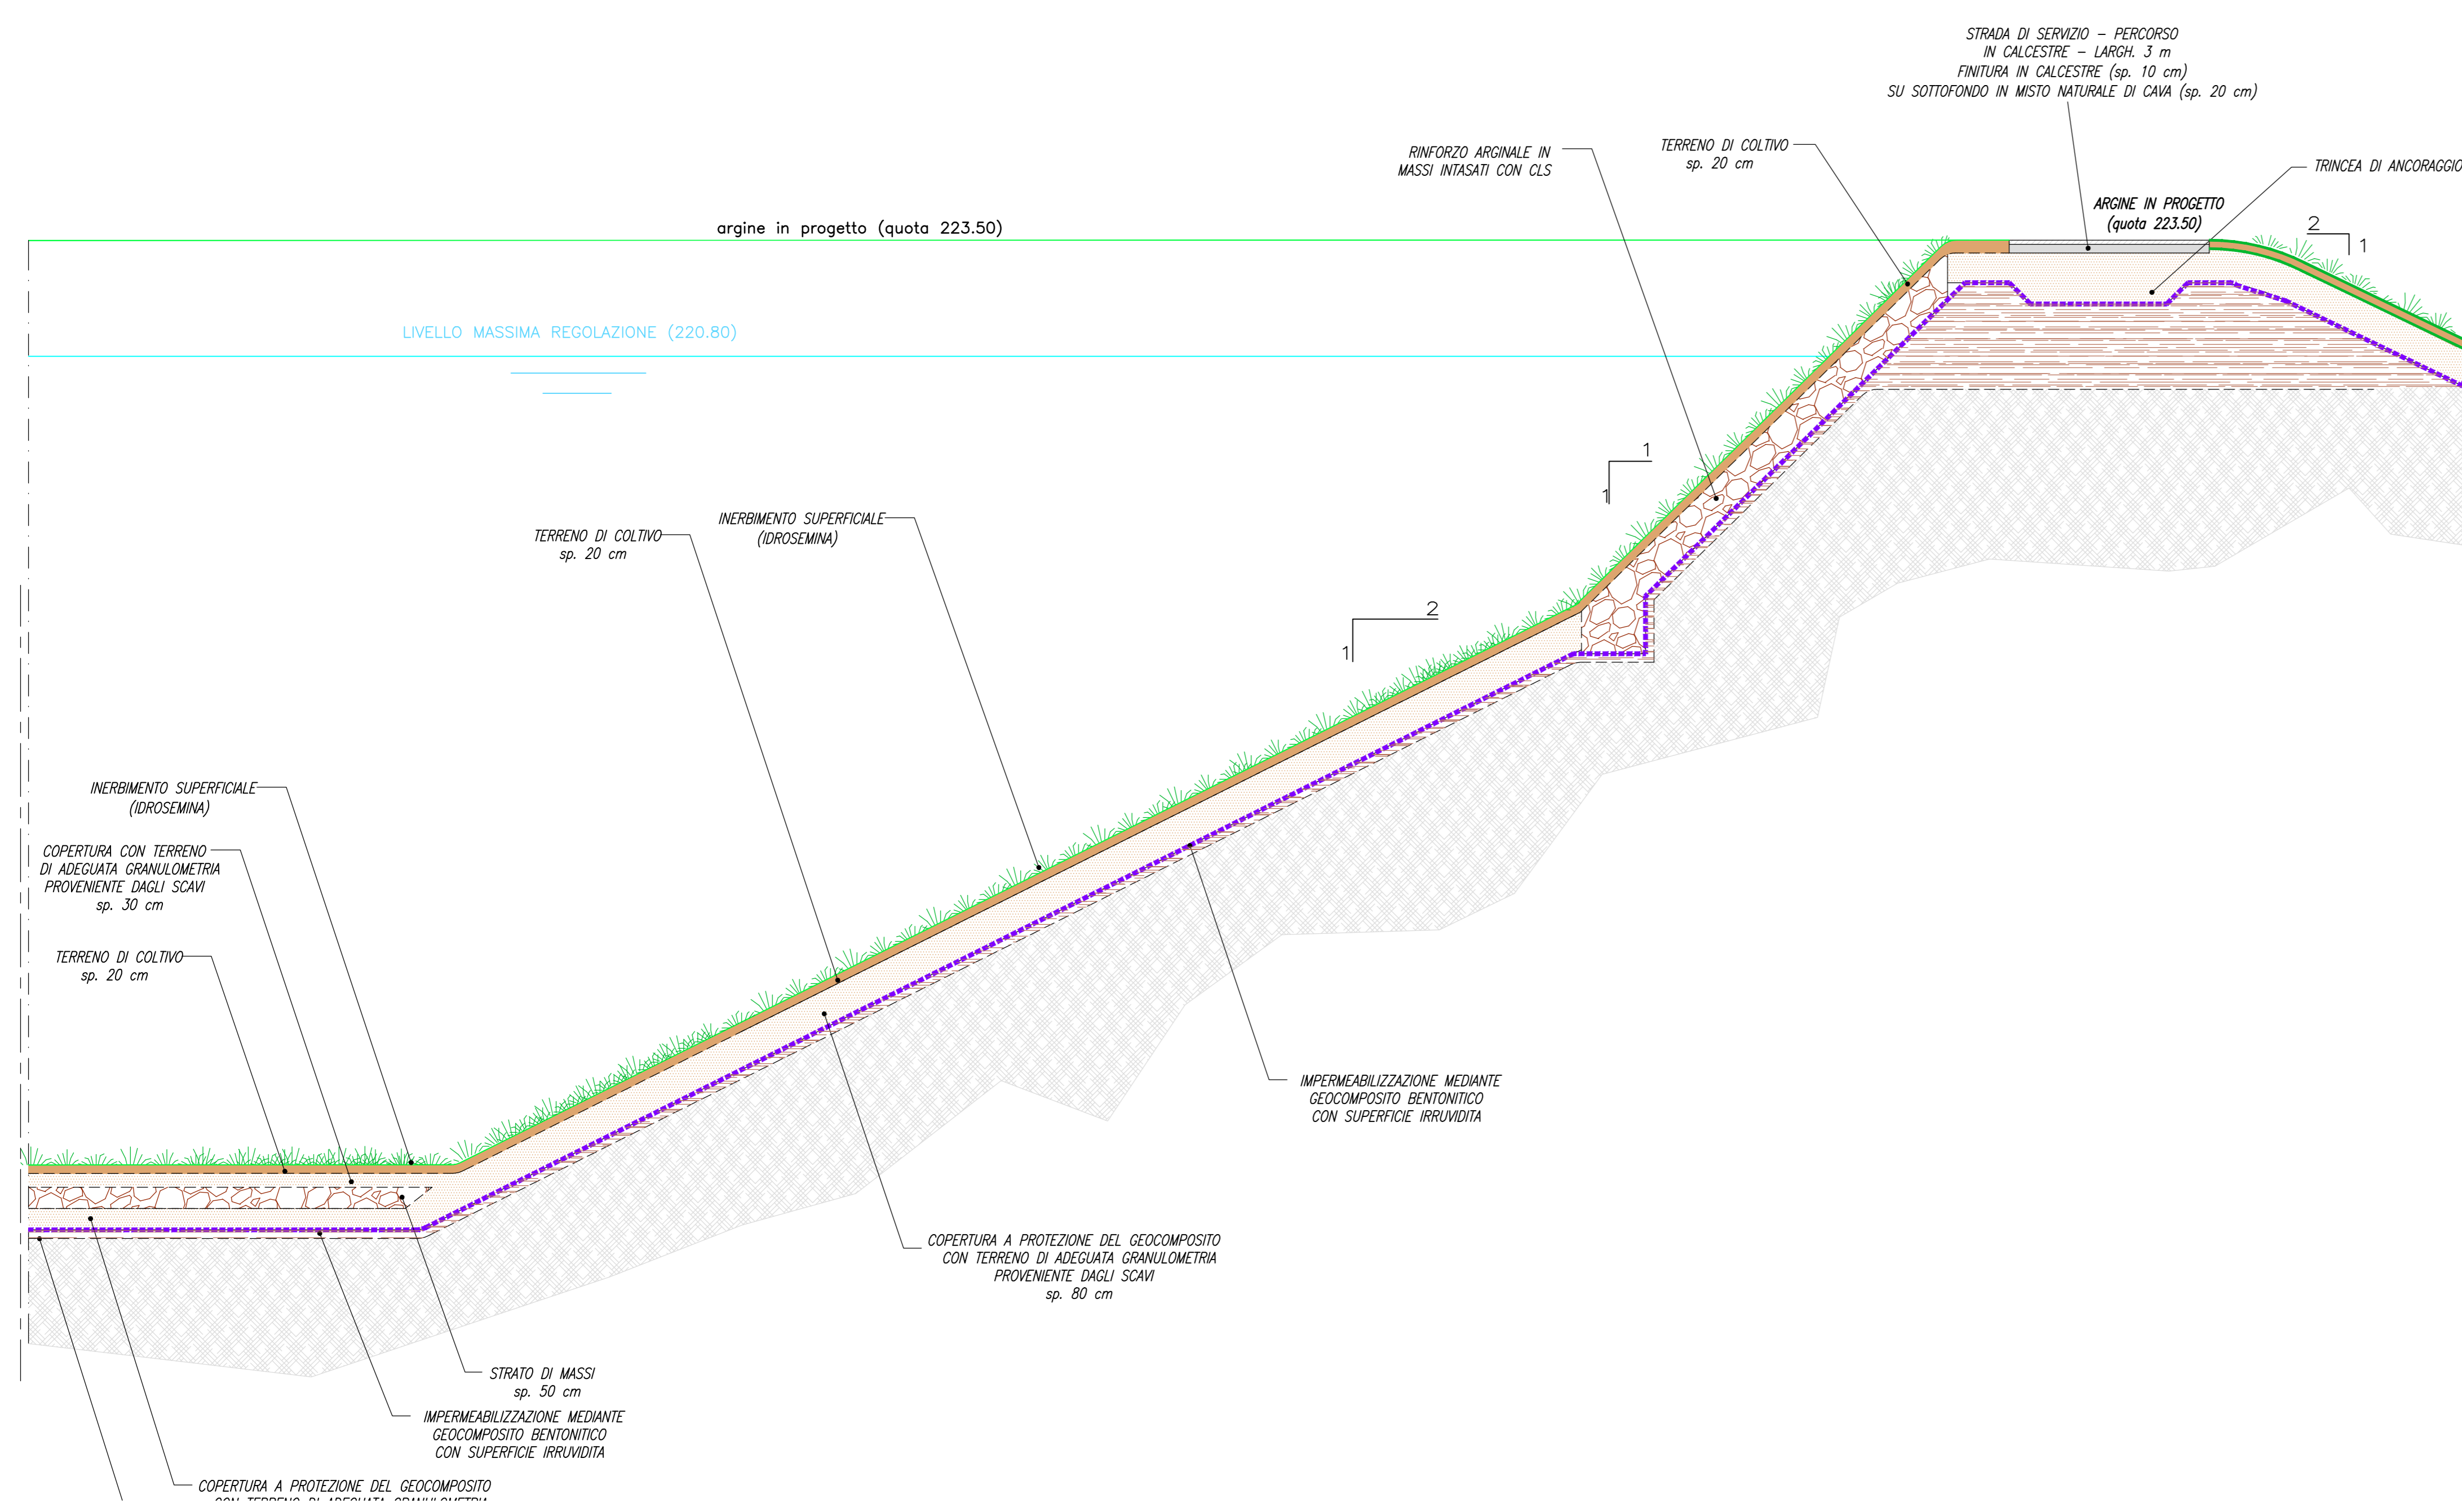 STRADA DI SERVIZIO – PERCORSO
IN CALCESTRE – LARGH. 3 m
FINITURA IN CALCESTRE (sp. 10 cm)
SU SOTTOFONDO IN MISTO NATURALE DI CAVA (sp. 20 cm)
RINFORZO ARGINALE IN
MASSI INTASATI CON CLS
TERRENO DI COLTIVO
sp. 20 cm
TRINCEA DI ANCORAGGIO
ARGINE IN PROGETTO
(quota 223.50)
2
1
argine in progetto (quota 223.50)
LIVELLO MASSIMA REGOLAZIONE (220.80)
1
1
INERBIMENTO SUPERFICIALE
(IDROSEMINA)
TERRENO DI COLTIVO
sp. 20 cm
2
1
INERBIMENTO SUPERFICIALE
(IDROSEMINA)
COPERTURA CON TERRENO
DI ADEGUATA GRANULOMETRIA
PROVENIENTE DAGLI SCAVI
sp. 30 cm
TERRENO DI COLTIVO
sp. 20 cm
IMPERMEABILIZZAZIONE MEDIANTE
GEOCOMPOSITO BENTONITICO
CON SUPERFICIE IRRUVIDITA
COPERTURA A PROTEZIONE DEL GEOCOMPOSITO
CON TERRENO DI ADEGUATA GRANULOMETRIA
PROVENIENTE DAGLI SCAVI
sp. 80 cm
STRATO DI MASSI
sp. 50 cm
IMPERMEABILIZZAZIONE MEDIANTE
GEOCOMPOSITO BENTONITICO
CON SUPERFICIE IRRUVIDITA
COPERTURA A PROTEZIONE DEL GEOCOMPOSITO
CON TERRENO DI ADEGUATA GRANULOMETRIA